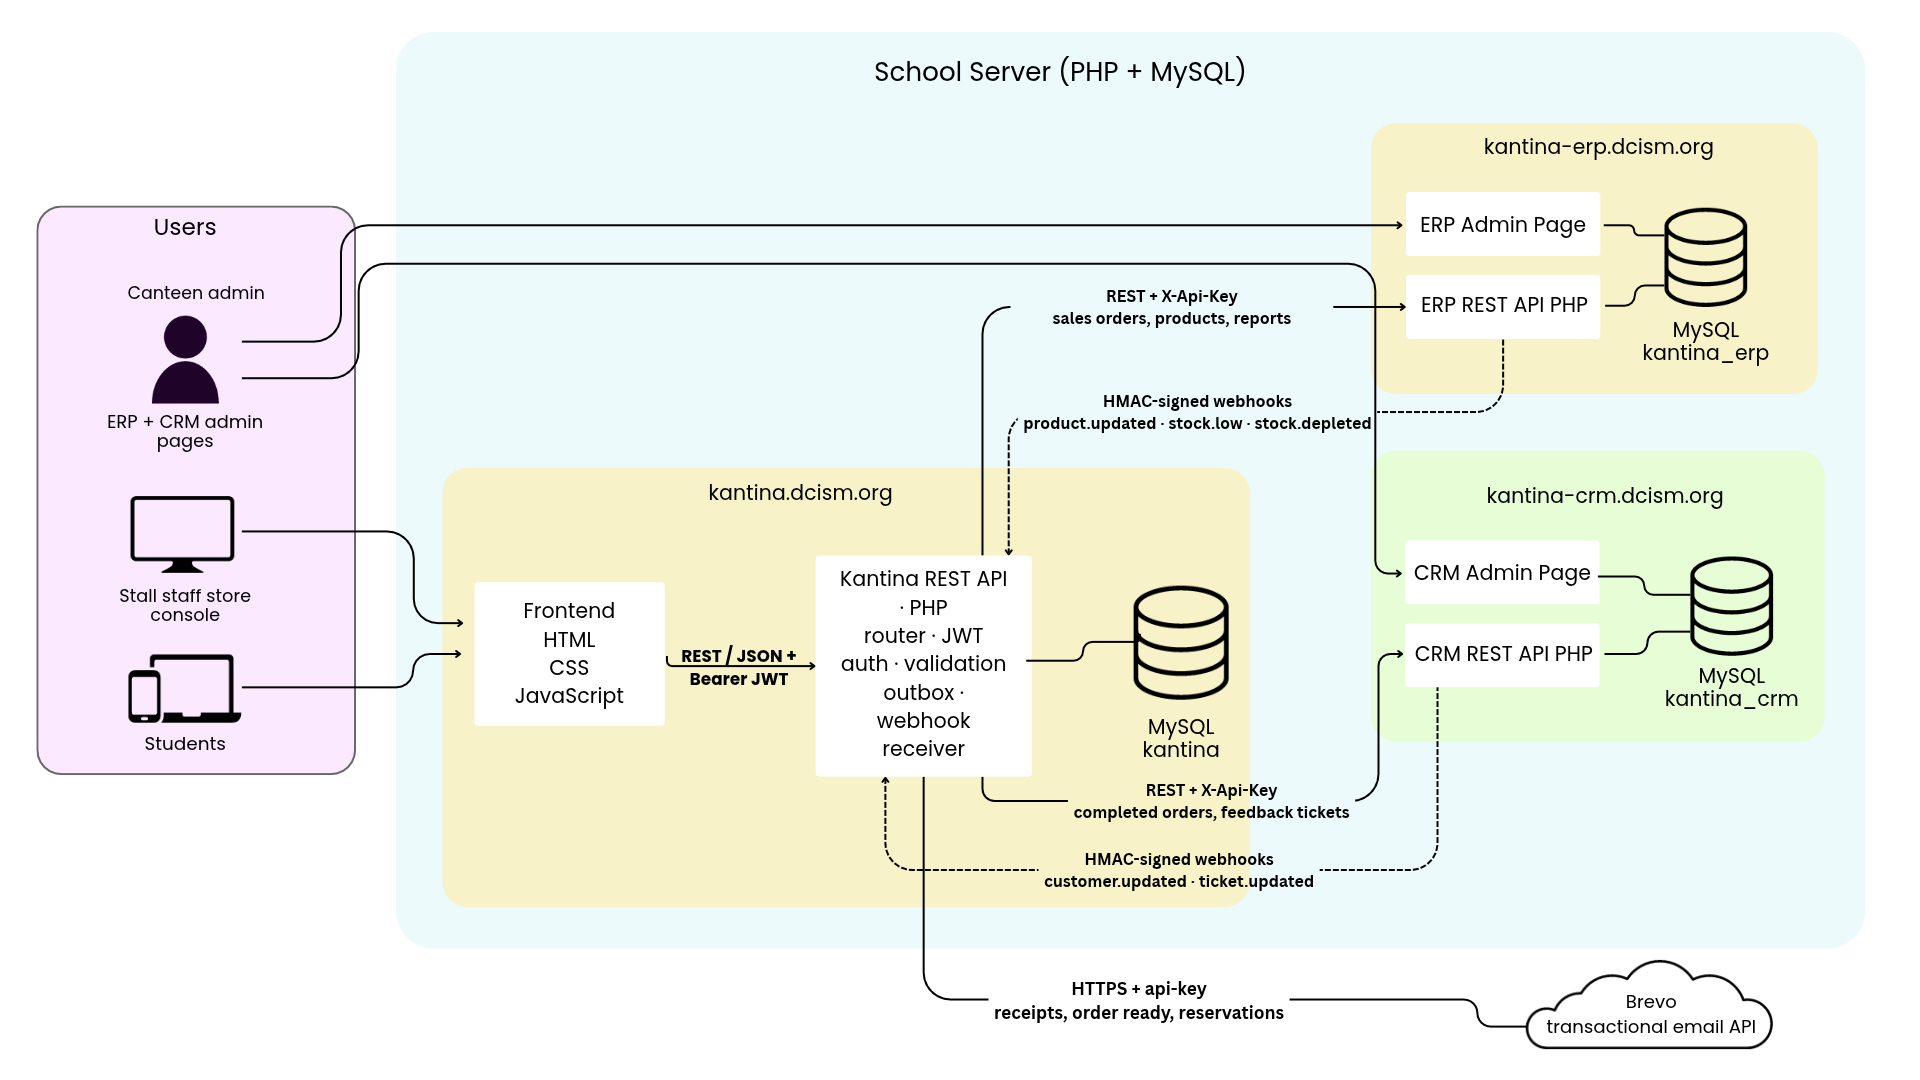 School Server (PHP + MySQL)
Users
Canteen admin
ERP + CRM admin
pages
Stall staff store
console
Students
kantina-erp.dcism.org
ERP Admin Page
ERP REST API PHP
MySQL
kantina_erp
REST + X-Api-Key
sales orders, products, reports
HMAC-signed webhooks
product.updated · stock.low · stock.depleted
kantina.dcism.org
Frontend
HTML
CSS
JavaScript
REST / JSON +
Bearer JWT
Kantina REST API
· PHP
router · JWT
auth · validation
outbox ·
webhook
receiver
MySQL
kantina
kantina-crm.dcism.org
CRM Admin Page
CRM REST API PHP
MySQL
kantina_crm
REST + X-Api-Key
completed orders, feedback tickets
HMAC-signed webhooks
customer.updated · ticket.updated
HTTPS + api-key
receipts, order ready, reservations
Brevo
transactional email API